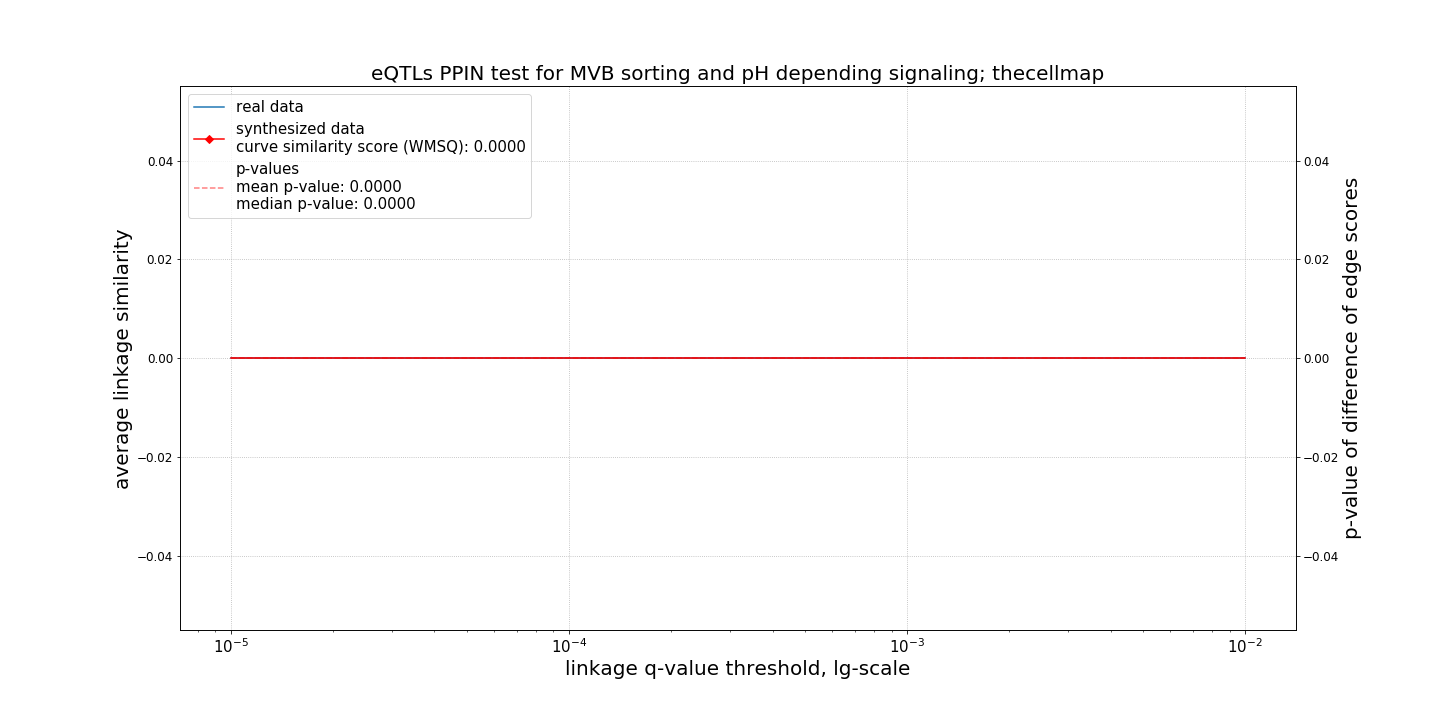 eQTLs PPIN test for MVB sorting and pH depending signaling; thecellmap
real data
synthesized data
curve similarity score (WMSQ): 0.0000
p-values
mean p-value: 0.0000
median p-value: 0.0000
average linkage similarity
0.04
0.02
0.00
−0.02
−0.04
0.04
0.02
0.00
−0.02
−0.04
p-value of difference of edge scores
10⁻⁵ 10⁻⁴ 10⁻³ 10⁻²
linkage q-value threshold, lg-scale